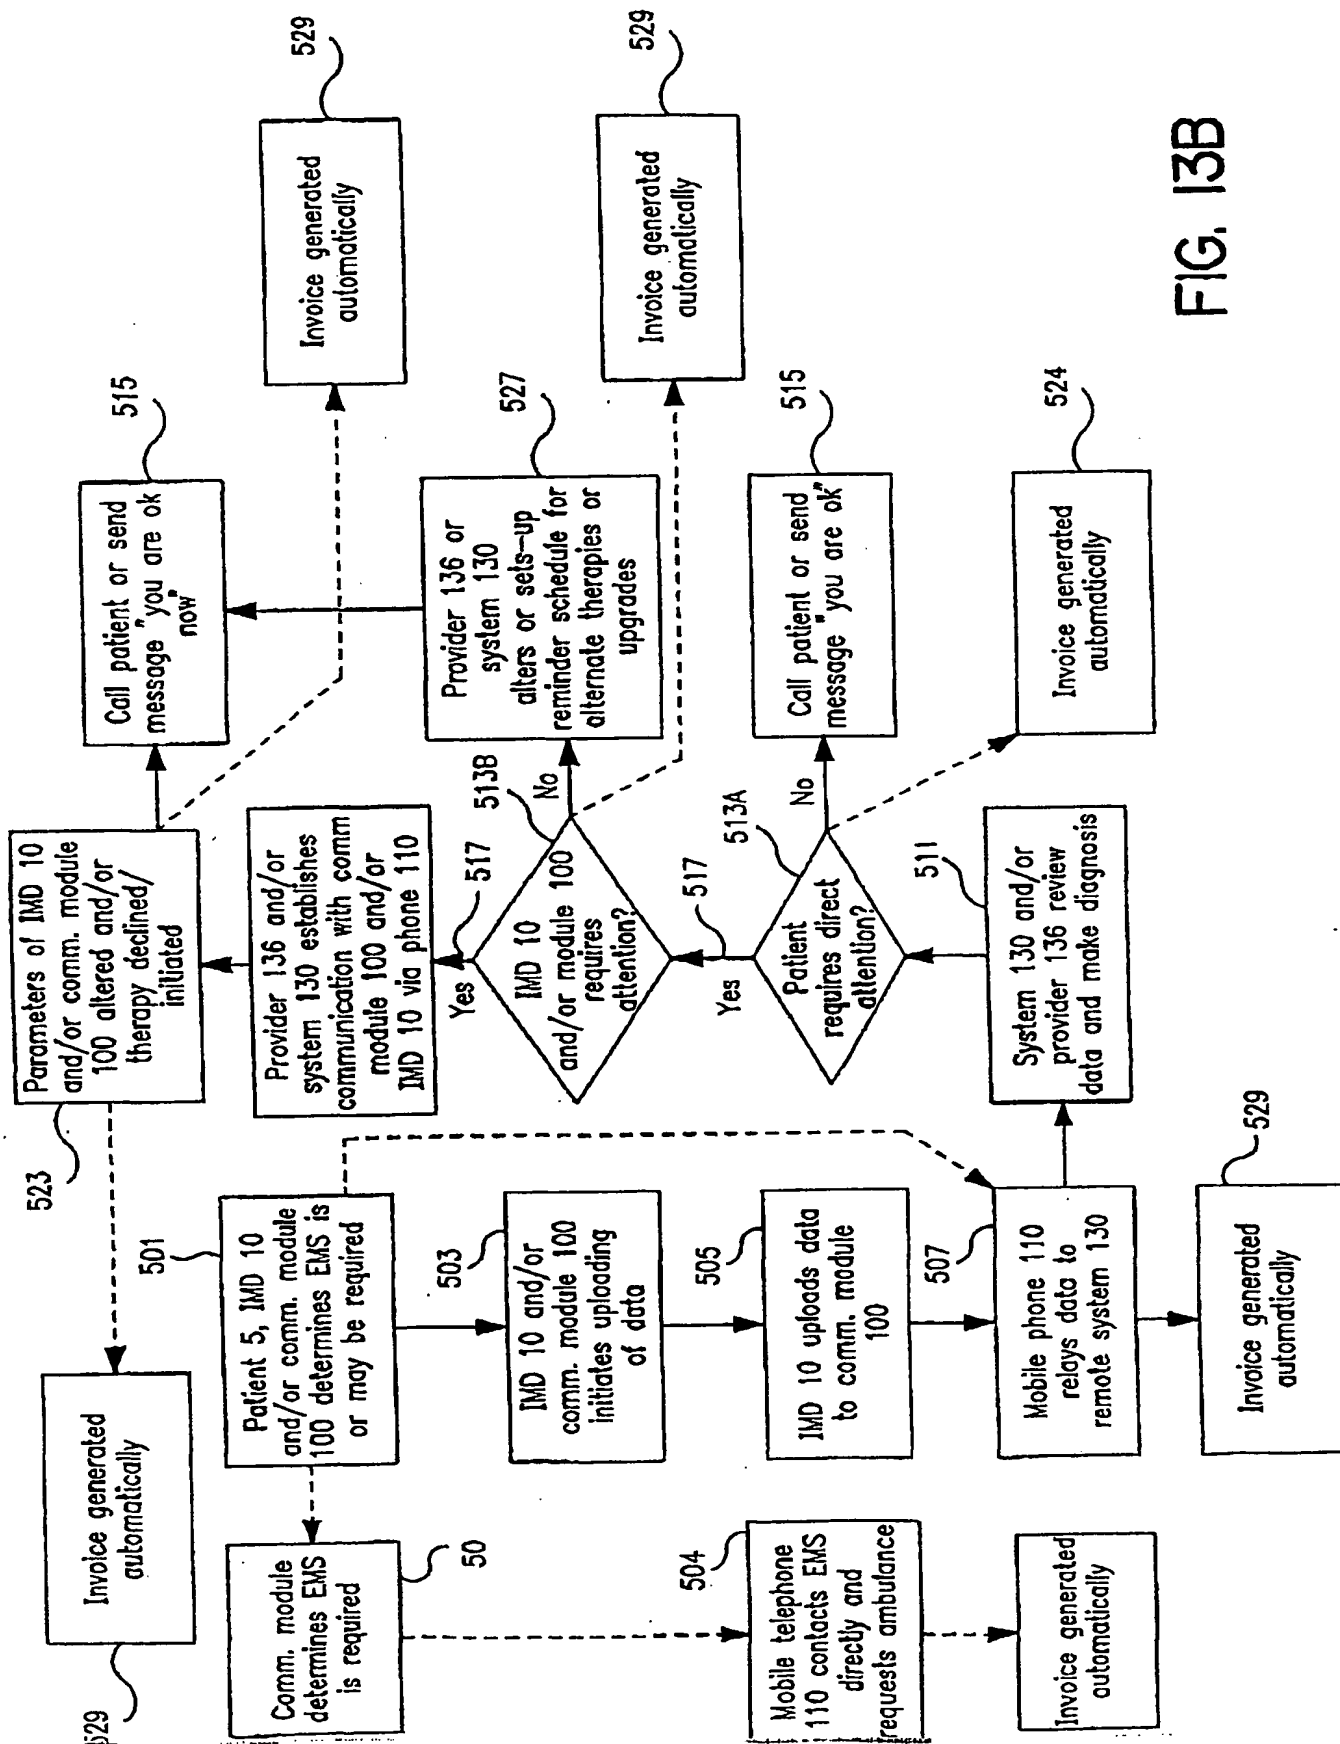 529
Invoice generated
automatically
Comm. module
determines EMS
is required
50
Mobile telephone
110 contacts EMS
directly and
requests ambulance
504
Invoice generated
automatically
523
501
Patient 5, IMD 10
and/or comm. module
100 determines EMS is
or may be required
503
IMD 10 and/or
comm. module 100
initiates uploading
of data
505
IMD 10 uploads data
to comm. module
100
507
Mobile phone 110
relays data to
remote system 130
Invoice generated
automatically
529
Parameters of IMD 10
and/or comm. module
100 altered and/or
therapy declined/
initiated
Provider 136 and/or
system 130 establishes
communication with comm
module 100 and/or
IMD 10 via phone 110
Yes
517
IMD 10
and/or module 100
requires
attention?
513B
No
Yes
517
Patient
requires direct
attention?
513A
No
System 130 and/or
provider 136 review
data and make diagnosis
511
Call patient or send
message "you are ok
now"
515
Provider 136 or
system 130
alters or sets-up
reminder schedule for
alternate therapies or
upgrades
527
Call patient or send
message "you are ok"
515
Invoice generated
automatically
524
Invoice generated
automatically
529
Invoice generated
automatically
529
FIG. 13B